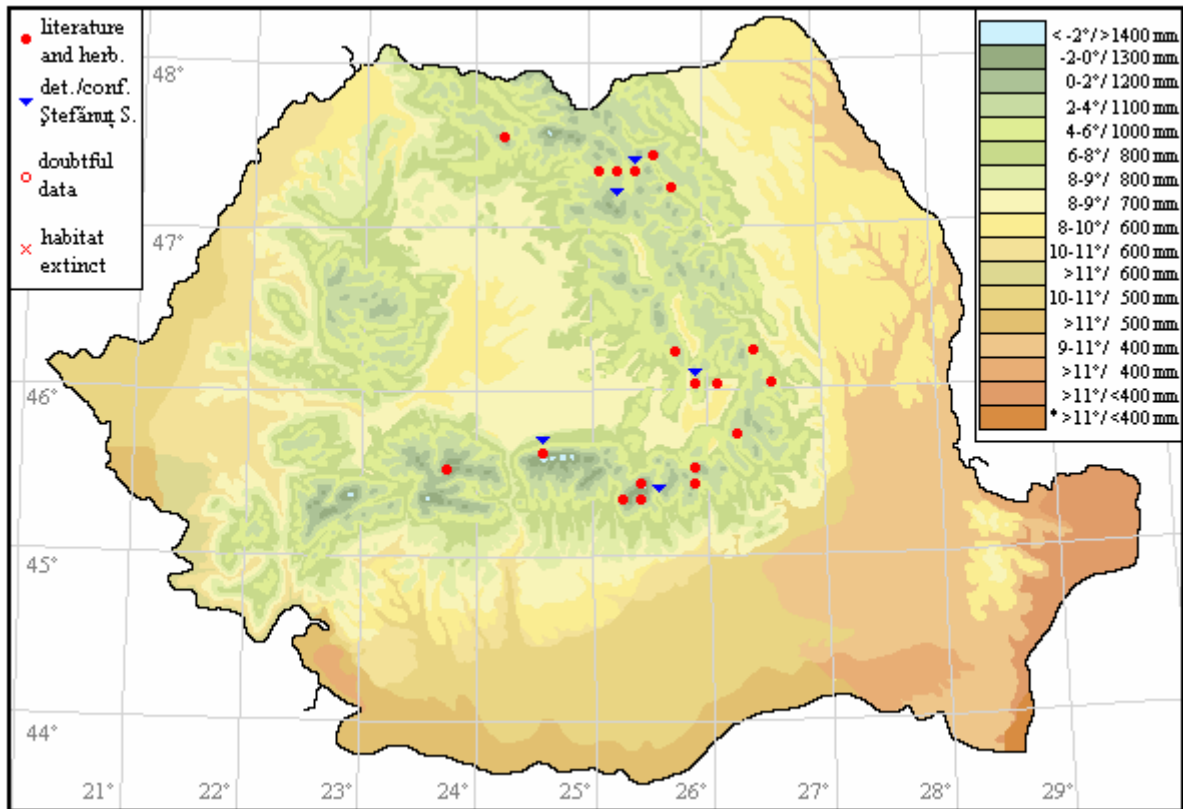 literature
and herb.
det./conf.
Ştefănuţ S.
doubtful
data
habitat
extinct
< -2°/>1400 mm
-2-0°/ 1300 mm
0-2°/ 1200 mm
2-4°/ 1100 mm
4-6°/ 1000 mm
6-8°/ 800 mm
8-9°/ 800 mm
8-9°/ 700 mm
8-10°/ 600 mm
10-11°/ 600 mm
>11°/ 600 mm
10-11°/ 500 mm
>11°/ 500 mm
9-11°/ 400 mm
>11°/ 400 mm
>11°/<400 mm
* >11°/<400 mm
48°
47°
46°
45°
44°
21° 22° 23° 24° 25° 26° 27° 28° 29°